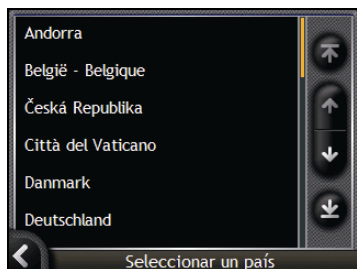 Andorra
België - Belgique
Česká Republika
Città del Vaticano
Danmark
Deutschland
Seleccionar un país